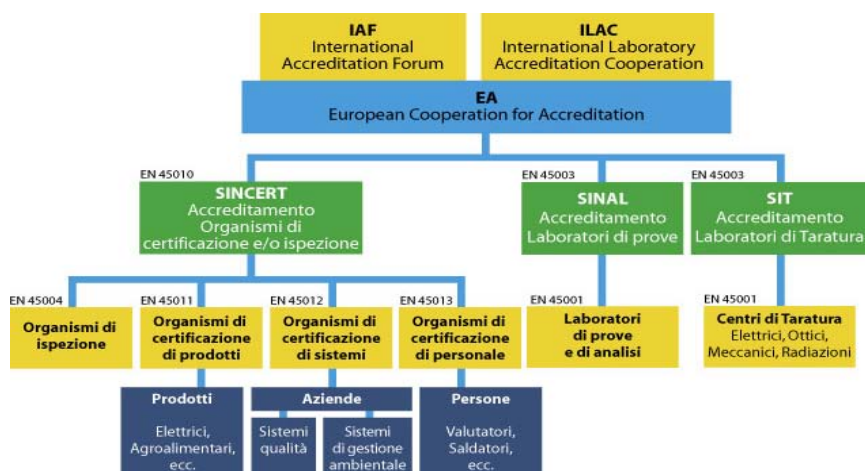 IAF
International
Accreditation Forum
ILAC
International Laboratory
Accreditation Cooperation
EA
European Cooperation for Accreditation
EN 45010
SINCERT
Accreditamento
Organismi di
certificazione e/o ispezione
EN 45003
SINAL
Accreditamento
Laboratori di prove
EN 45003
SIT
Accreditamento
Laboratori di Taratura
EN 45004
Organismi di
ispezione
EN 45011
Organismi di
certificazione
di prodotti
EN 45012
Organismi di
certificazione
di sistemi
EN 45013
Organismi di
certificazione
di personale
EN 45001
Laboratori
di prove
e di analisi
EN 45001
Centri di Taratura
Elettrici, Ottici,
Meccanici, Radiazioni
Prodotti
Elettrici,
Agroalimentari,
ecc.
Aziende
Sistemi
qualità
Sistemi
di gestione
ambientale
Persone
Valutatori,
Saldatori,
ecc.